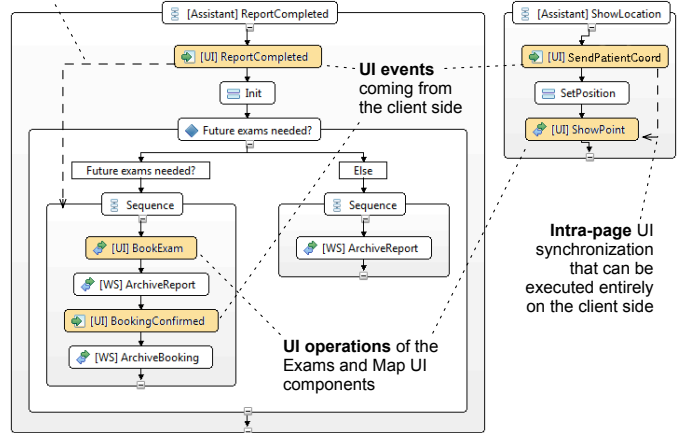 [Assistant] ReportCompleted
[UI] ReportCompleted
Init
Future exams needed?
Future exams needed?
Else
Sequence
[UI] BookExam
[WS] ArchiveReport
[UI] BookingConfirmed
[WS] ArchiveBooking
Sequence
[WS] ArchiveReport
UI events
coming from
the client side
UI operations of the
Exams and Map UI
components
[Assistant] ShowLocation
[UI] SendPatientCoord
SetPosition
[UI] ShowPoint
Intra-page UI
synchronization
that can be
executed entirely
on the client side